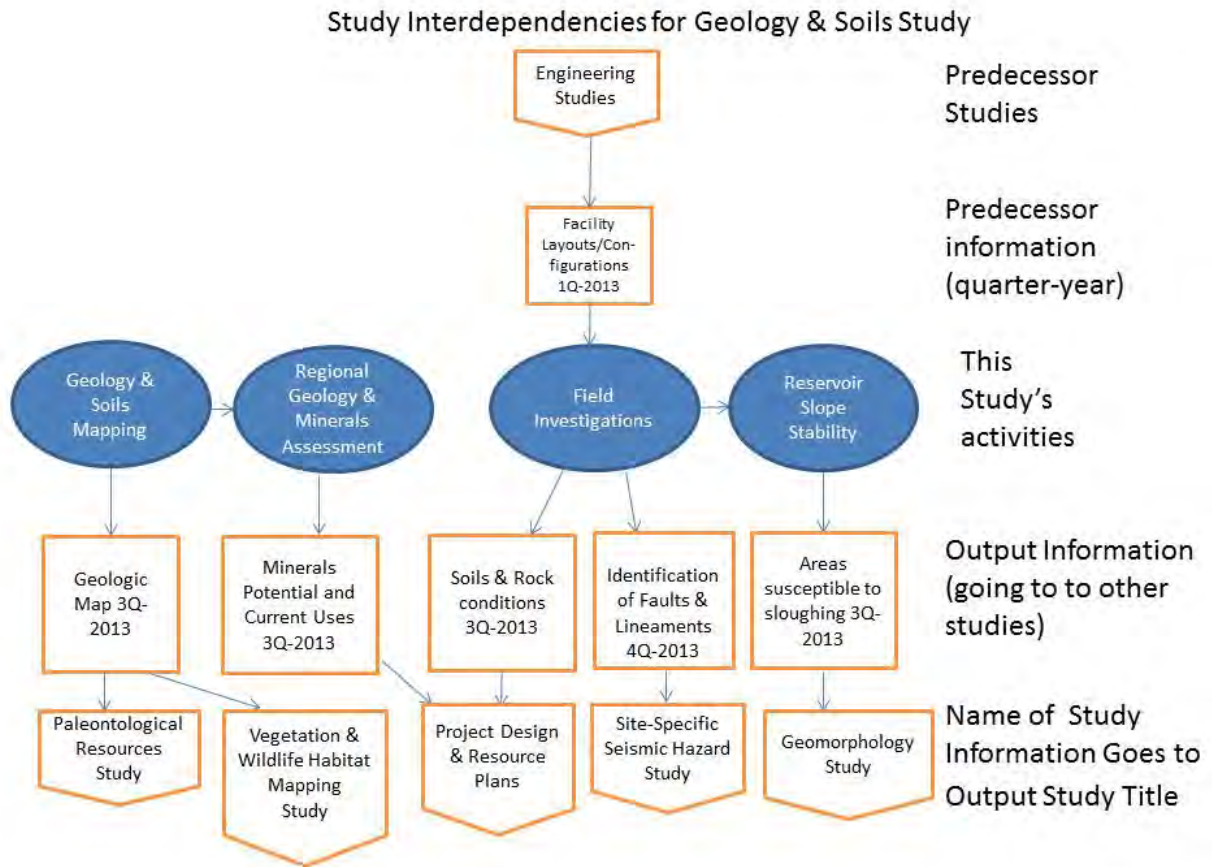 Study Interdependencies for Geology & Soils Study
Engineering
Studies
Predecessor
Studies
Facility
Layouts/Con-
figurations
1Q-2013
Predecessor
information
(quarter-year)
Geology &
Soils
Mapping
Regional
Geology &
Minerals
Assessment
Field
Investigations
Reservoir
Slope
Stability
This
Study's
activities
Geologic
Map 3Q-
2013
Minerals
Potential and
Current Uses
3Q-2013
Soils & Rock
conditions
3Q-2013
Identification
of Faults &
Lineaments
4Q-2013
Areas
susceptible to
sloughing 3Q-
2013
Output Information
(going to to other
studies)
Paleontological
Resources
Study
Vegetation &
Wildlife Habitat
Mapping
Study
Project Design
& Resource
Plans
Site-Specific
Seismic Hazard
Study
Geomorphology
Study
Name of Study
Information Goes to
Output Study Title